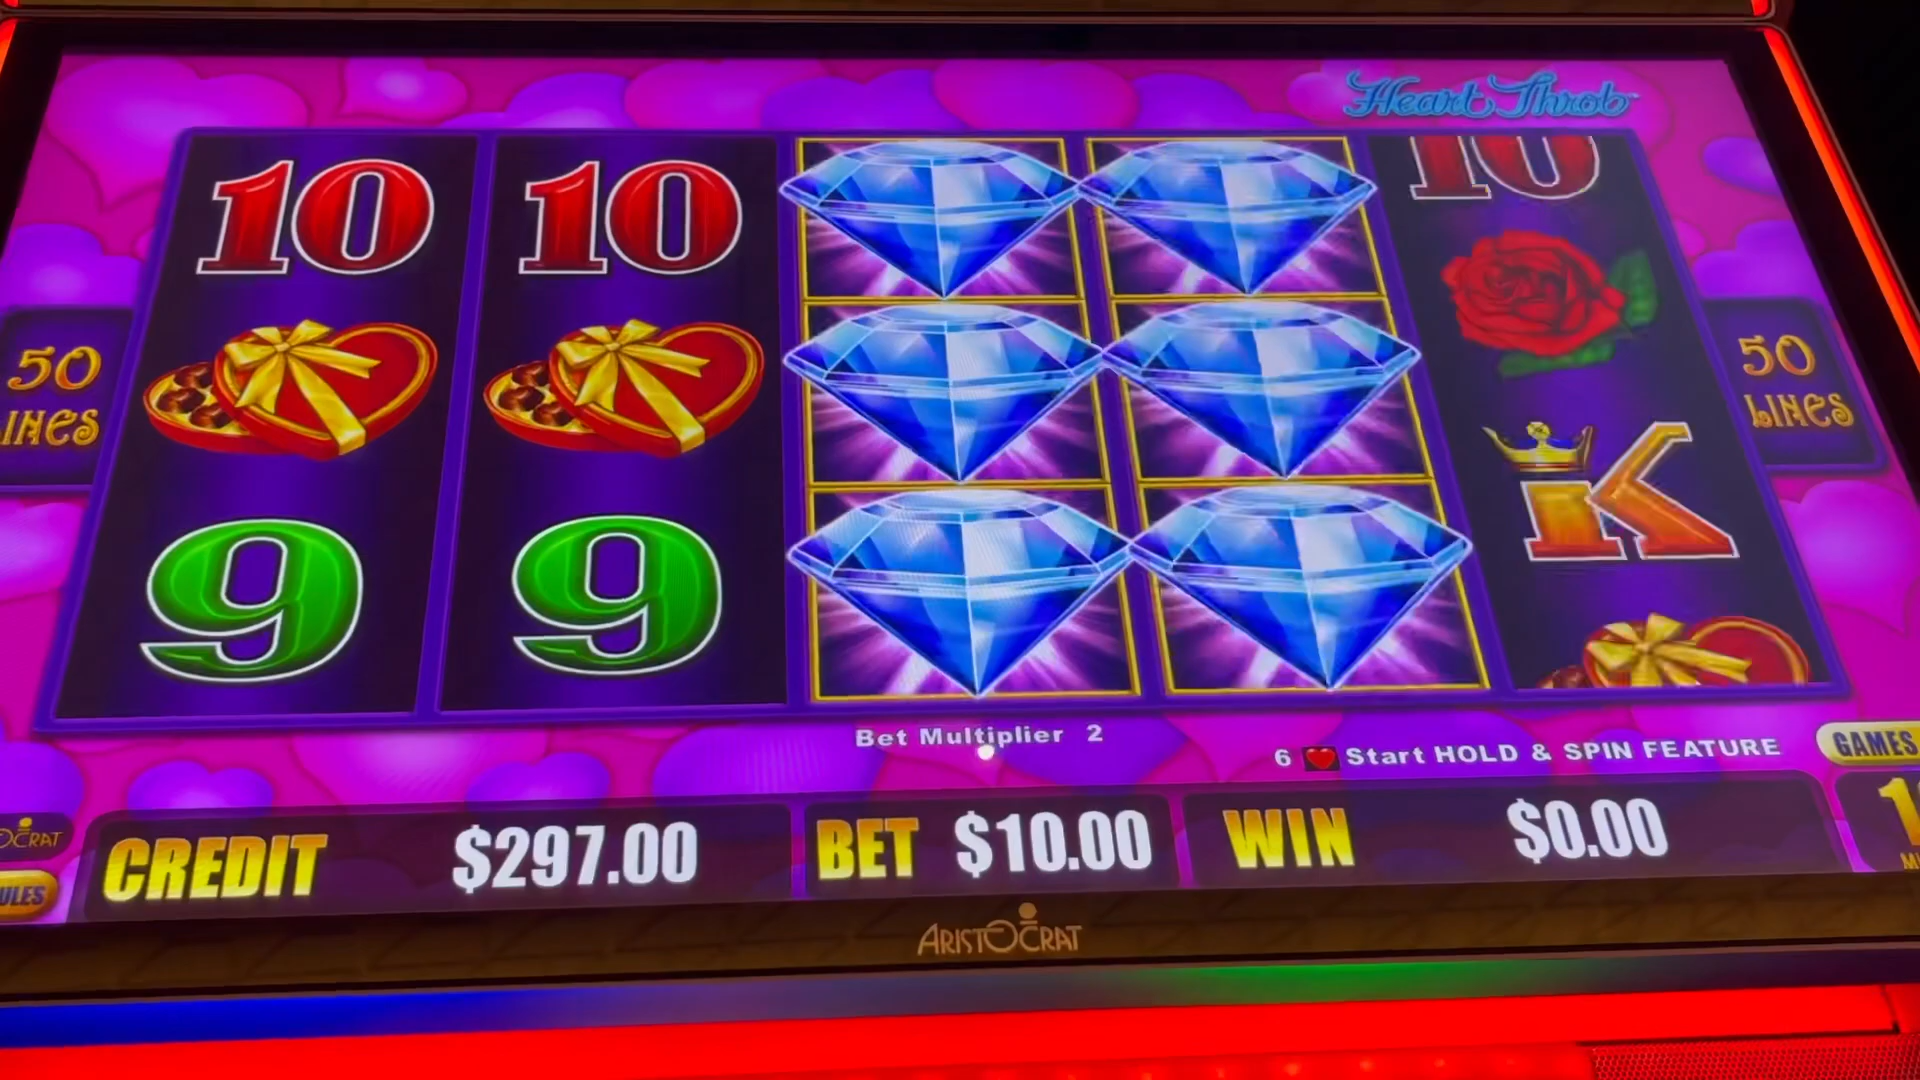 Heart Throb
10 10 10
50
LINES
50
LINES
K
9 9
Bet Multiplier 2
6 Start HOLD & SPIN FEATURE
GAMES
CREDIT $297.00 BET $10.00 WIN $0.00
ARISTOCRAT